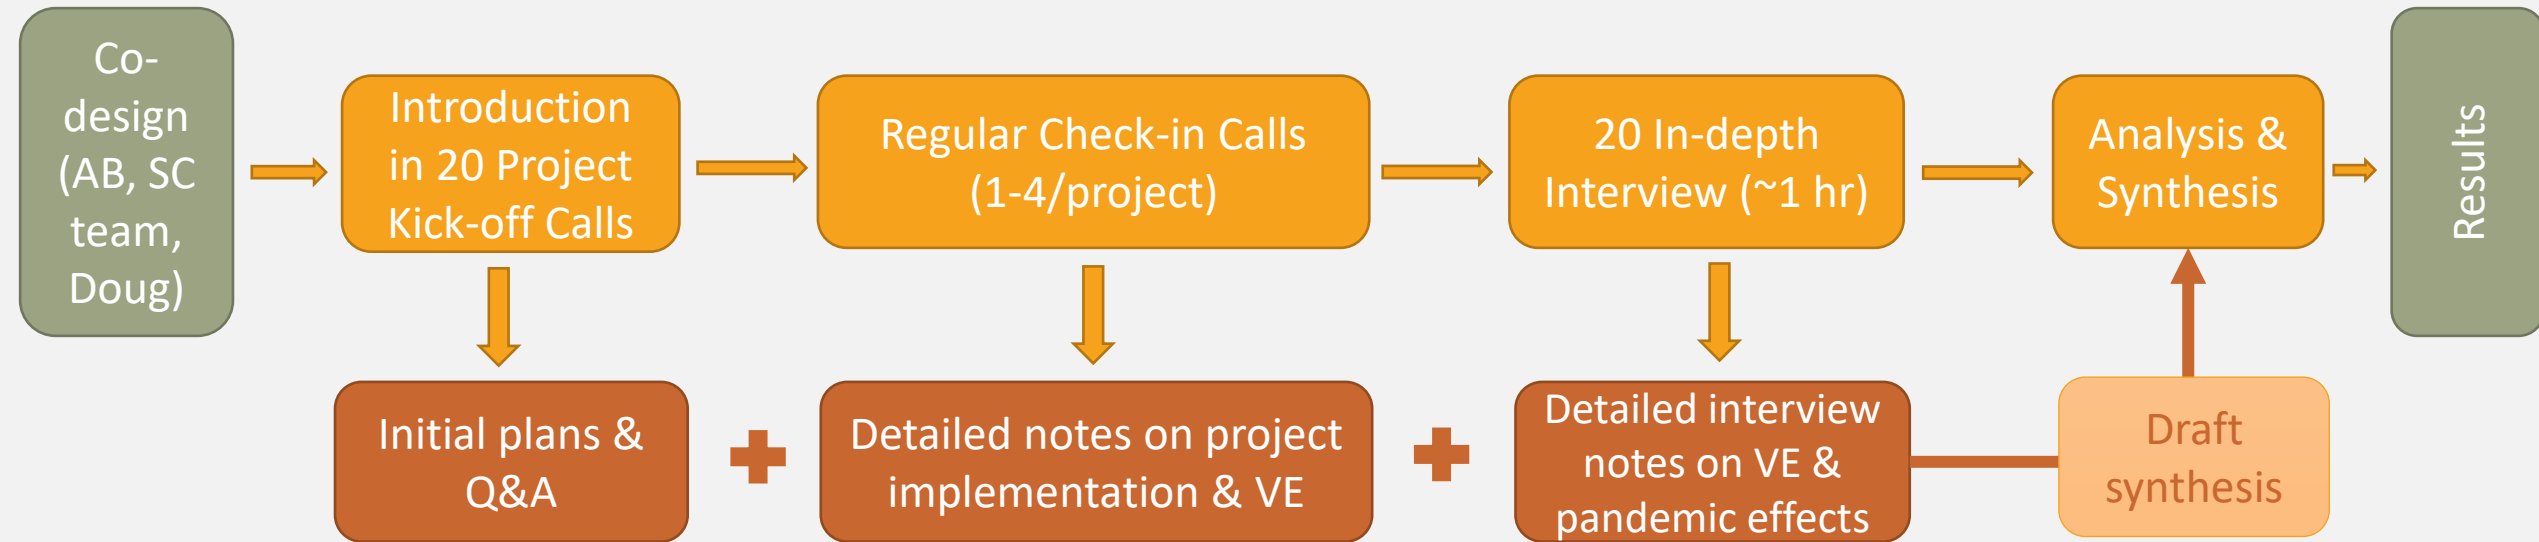 Co-
design
(AB, SC
team,
Doug)
Introduction
in 20 Project
Kick-off Calls
Regular Check-in Calls
(1-4/project)
20 In-depth
Interview (~1 hr)
Analysis &
Synthesis
Results
Initial plans &
Q&A
Detailed notes on project
implementation & VE
Detailed interview
notes on VE &
pandemic effects
Draft
synthesis